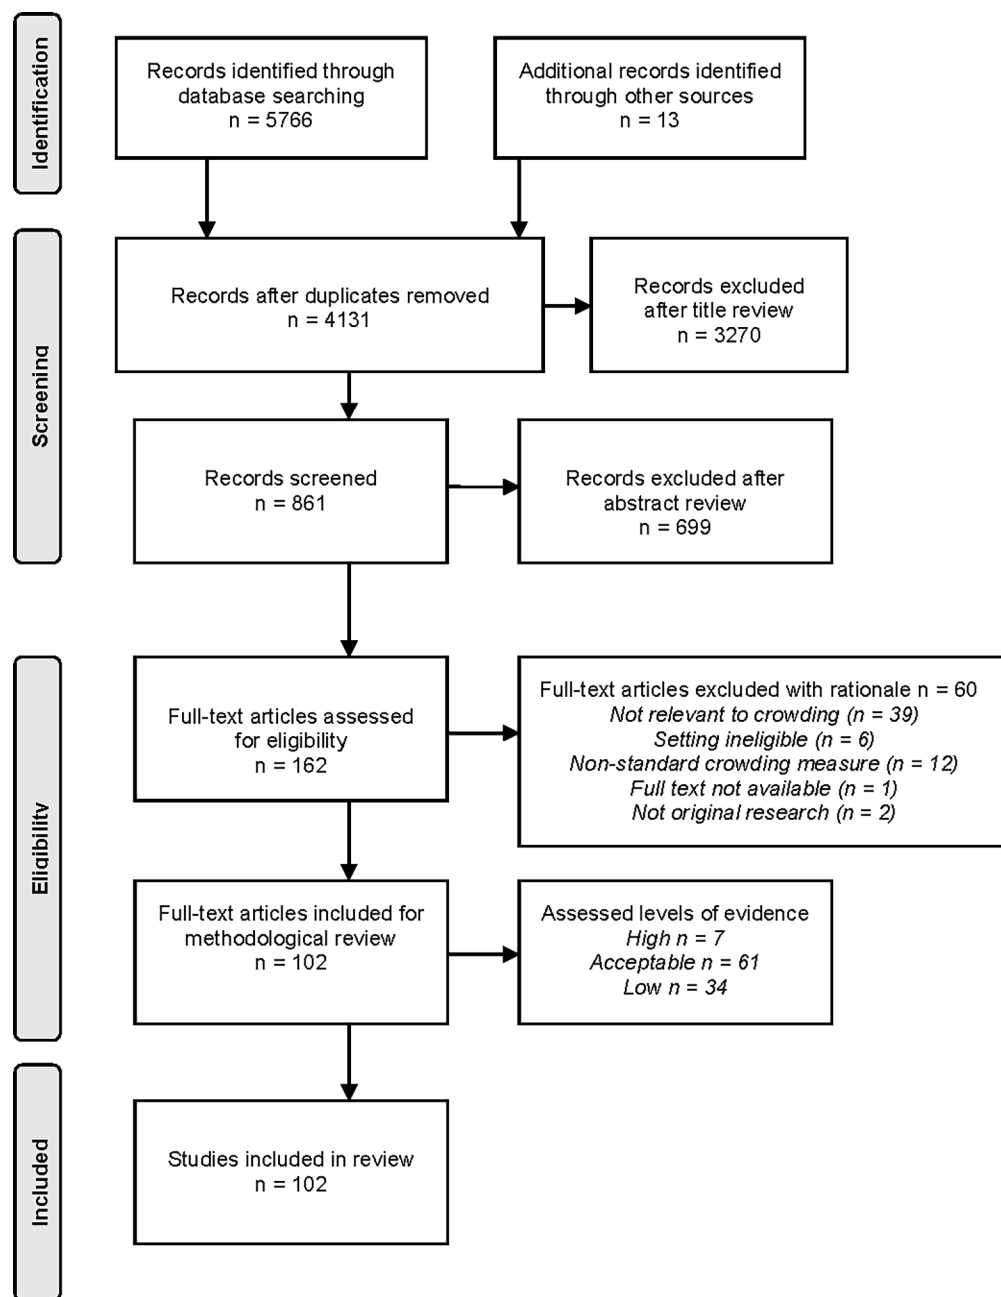 Identification
Records identified through
database searching
n = 5766
Additional records identified
through other sources
n = 13
Screening
Records after duplicates removed
n = 4131
Records excluded
after title review
n = 3270
Records screened
n = 861
Records excluded after
abstract review
n = 699
Eligibility
Full-text articles assessed
for eligibility
n = 162
Full-text articles excluded with rationale n = 60
Not relevant to crowding (n = 39)
Setting ineligible (n = 6)
Non-standard crowding measure (n = 12)
Full text not available (n = 1)
Not original research (n = 2)
Full-text articles included for
methodological review
n = 102
Assessed levels of evidence
High n = 7
Acceptable n = 61
Low n = 34
Included
Studies included in review
n = 102